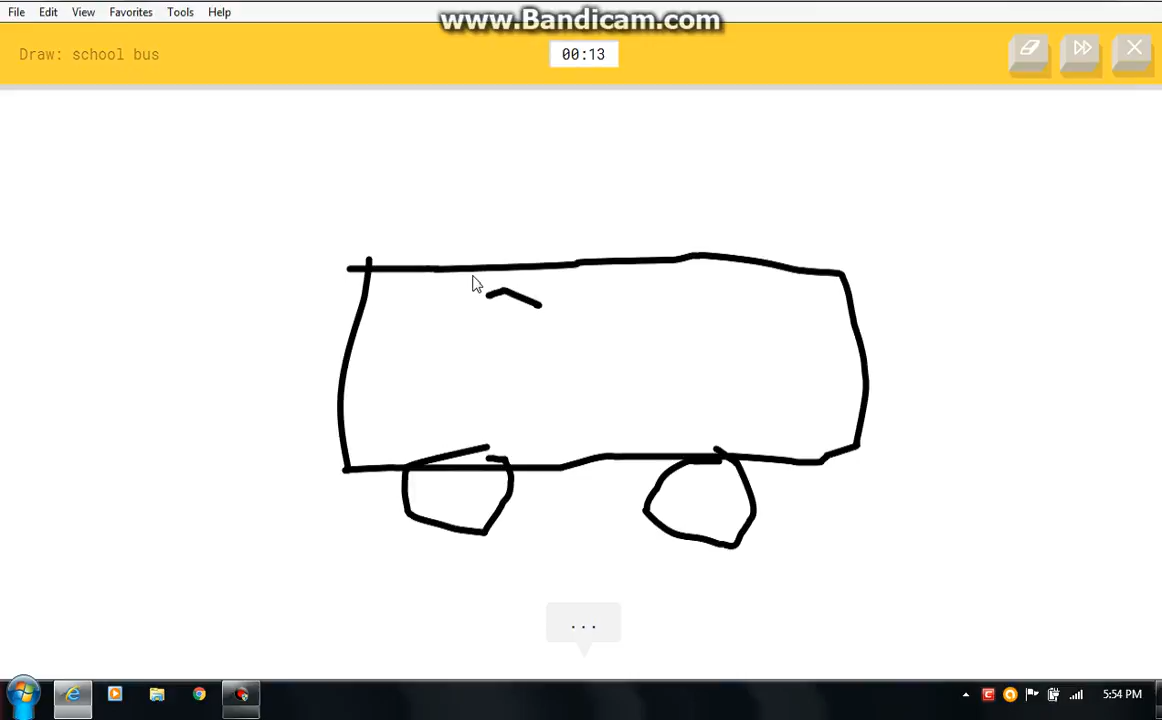 www.Bandicam.com
File Edit View Favorites Tools Help
Draw: school bus
00:13
...
5:54 PM